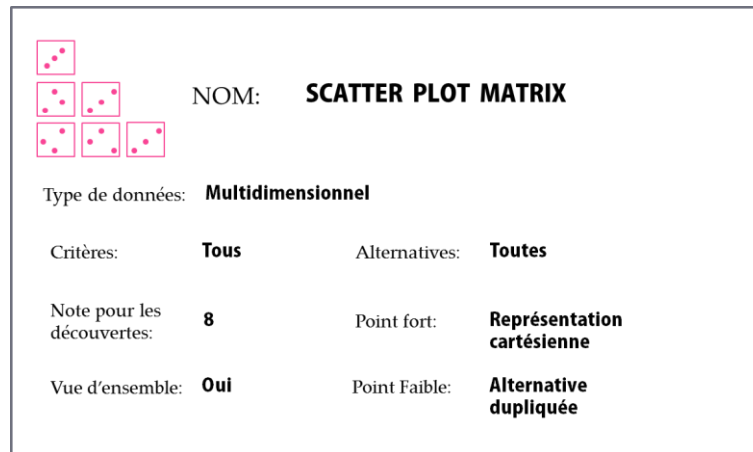 NOM: SCATTER PLOT MATRIX
Type de données: Multidimensionnel
Critères: Tous Alternatives: Toutes
Note pour les
découvertes: 8 Point fort: Représentation
cartésienne
Vue d'ensemble: Oui Point Faible: Alternative
dupliquée